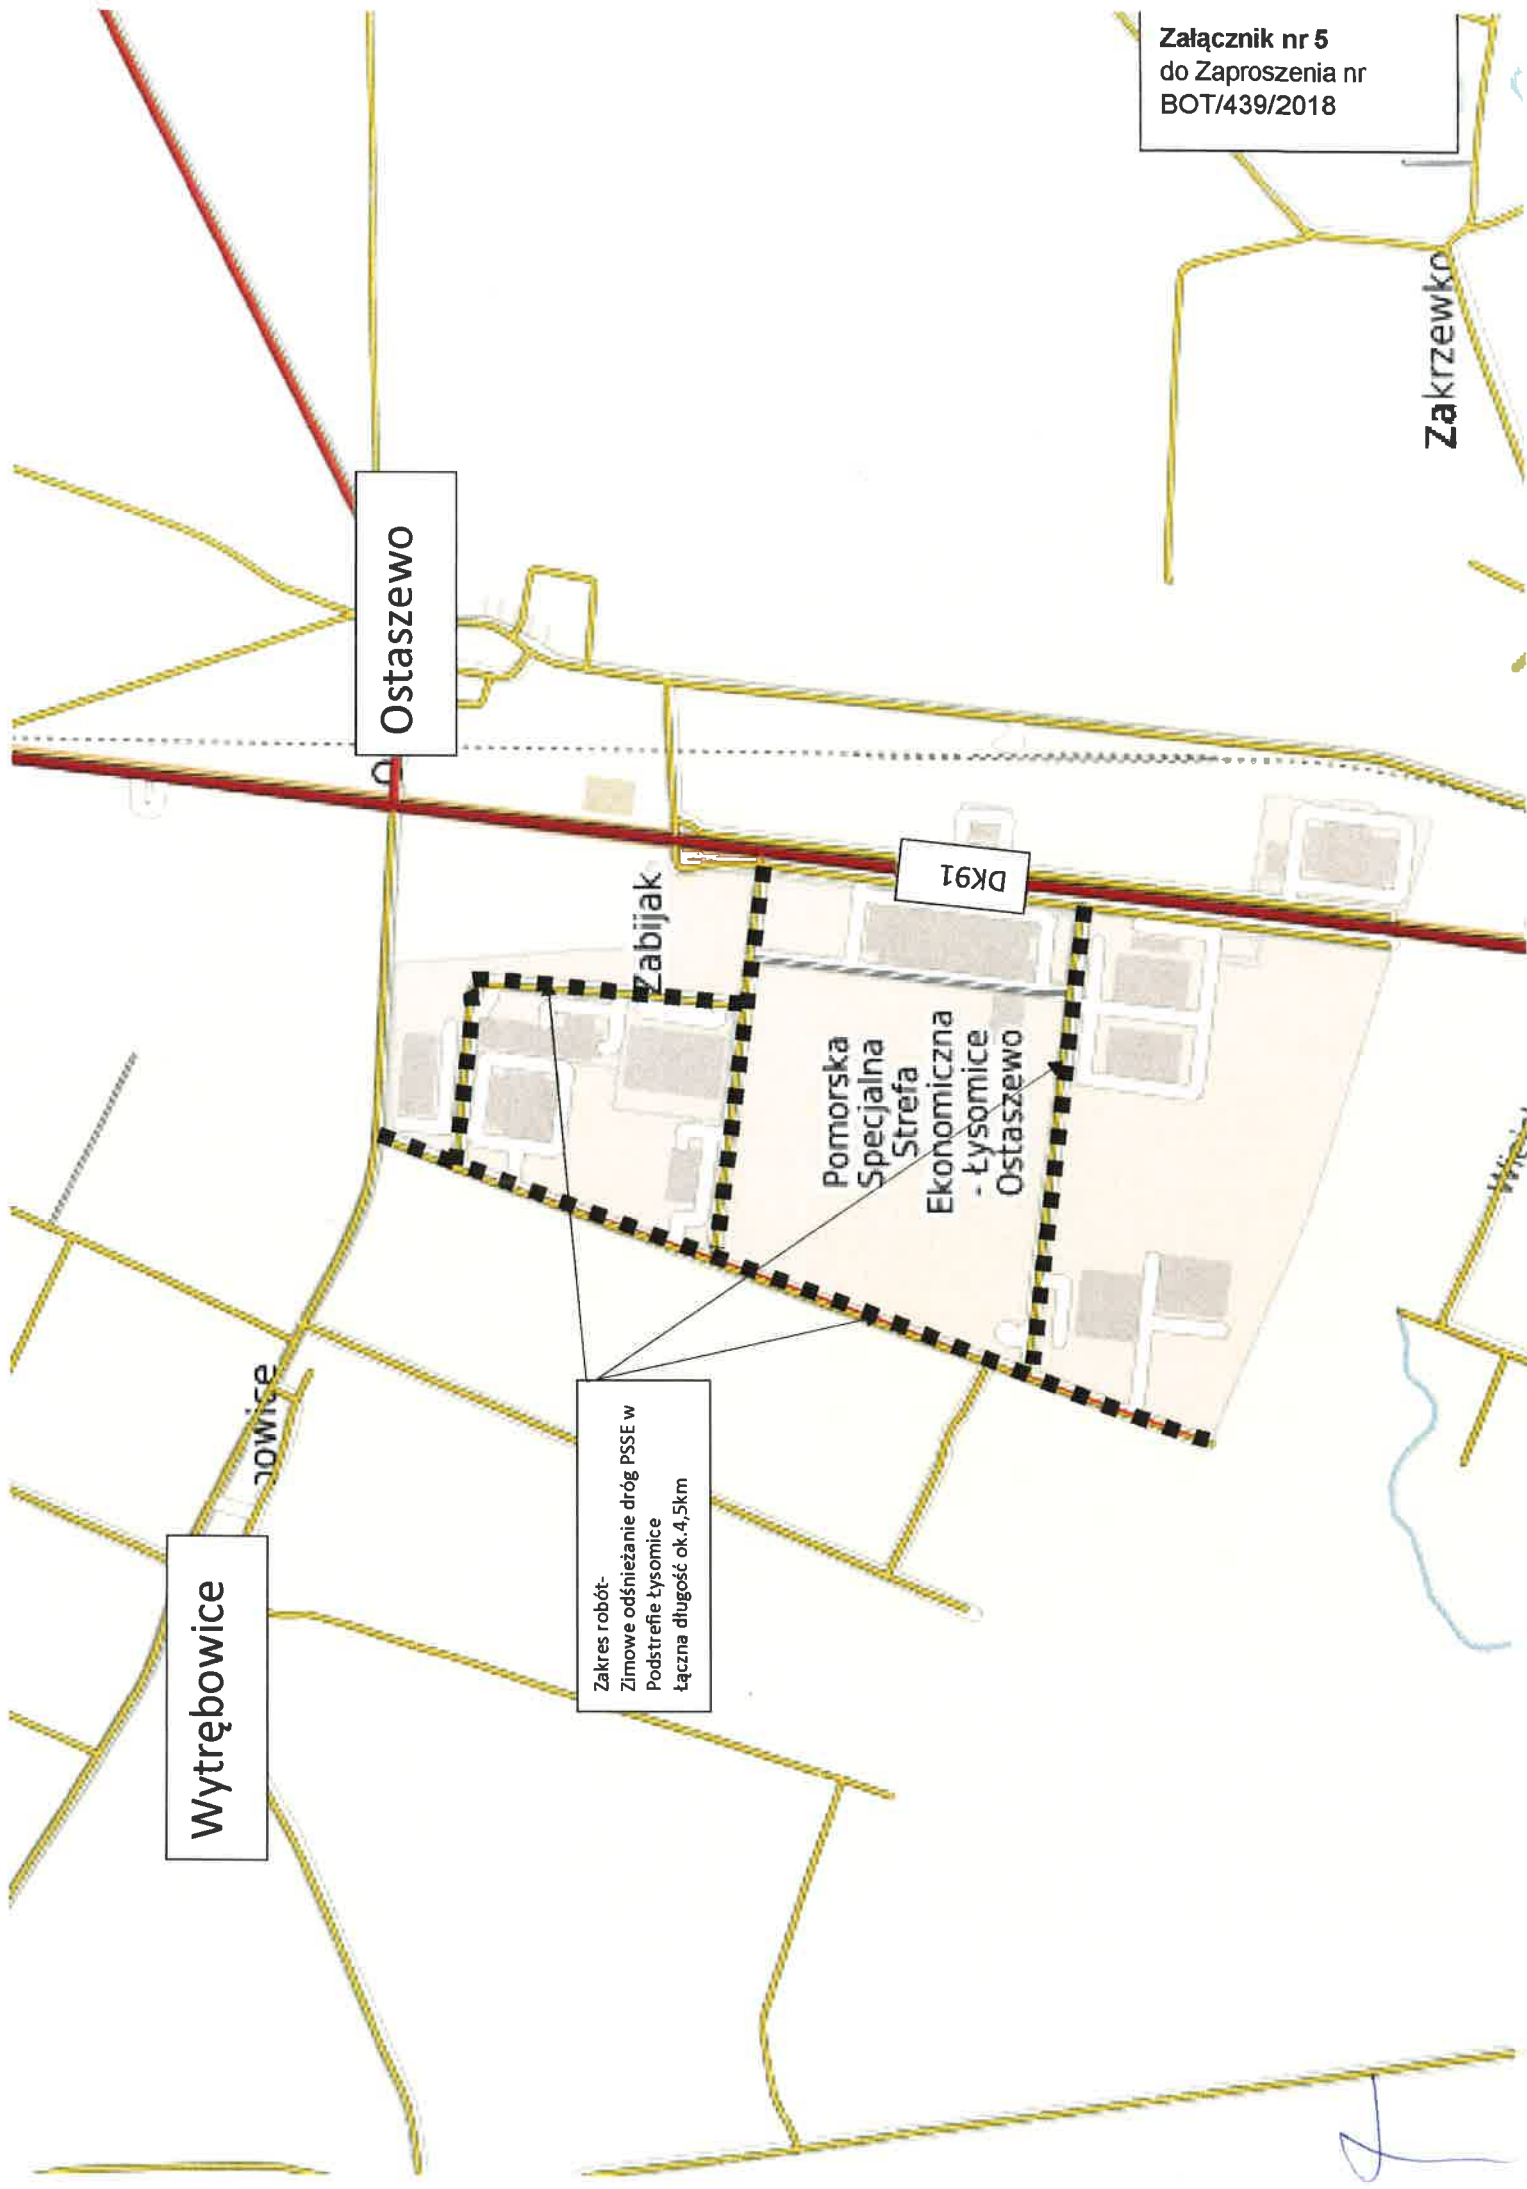 Załącznik nr 5
do Zaproszenia nr
BOT/439/2018
Ostaszewo
Zakrzewko
DK91
Zabijak
Pomorska
Specjalna
Strefa
Ekonomiczna
- Łysomice
Ostaszewo
Wytrębowice
Zakres robót-
Zimowe odśnieżanie dróg PSSE w
Podstrefie Łysomice
Łączna długość ok.4,5km